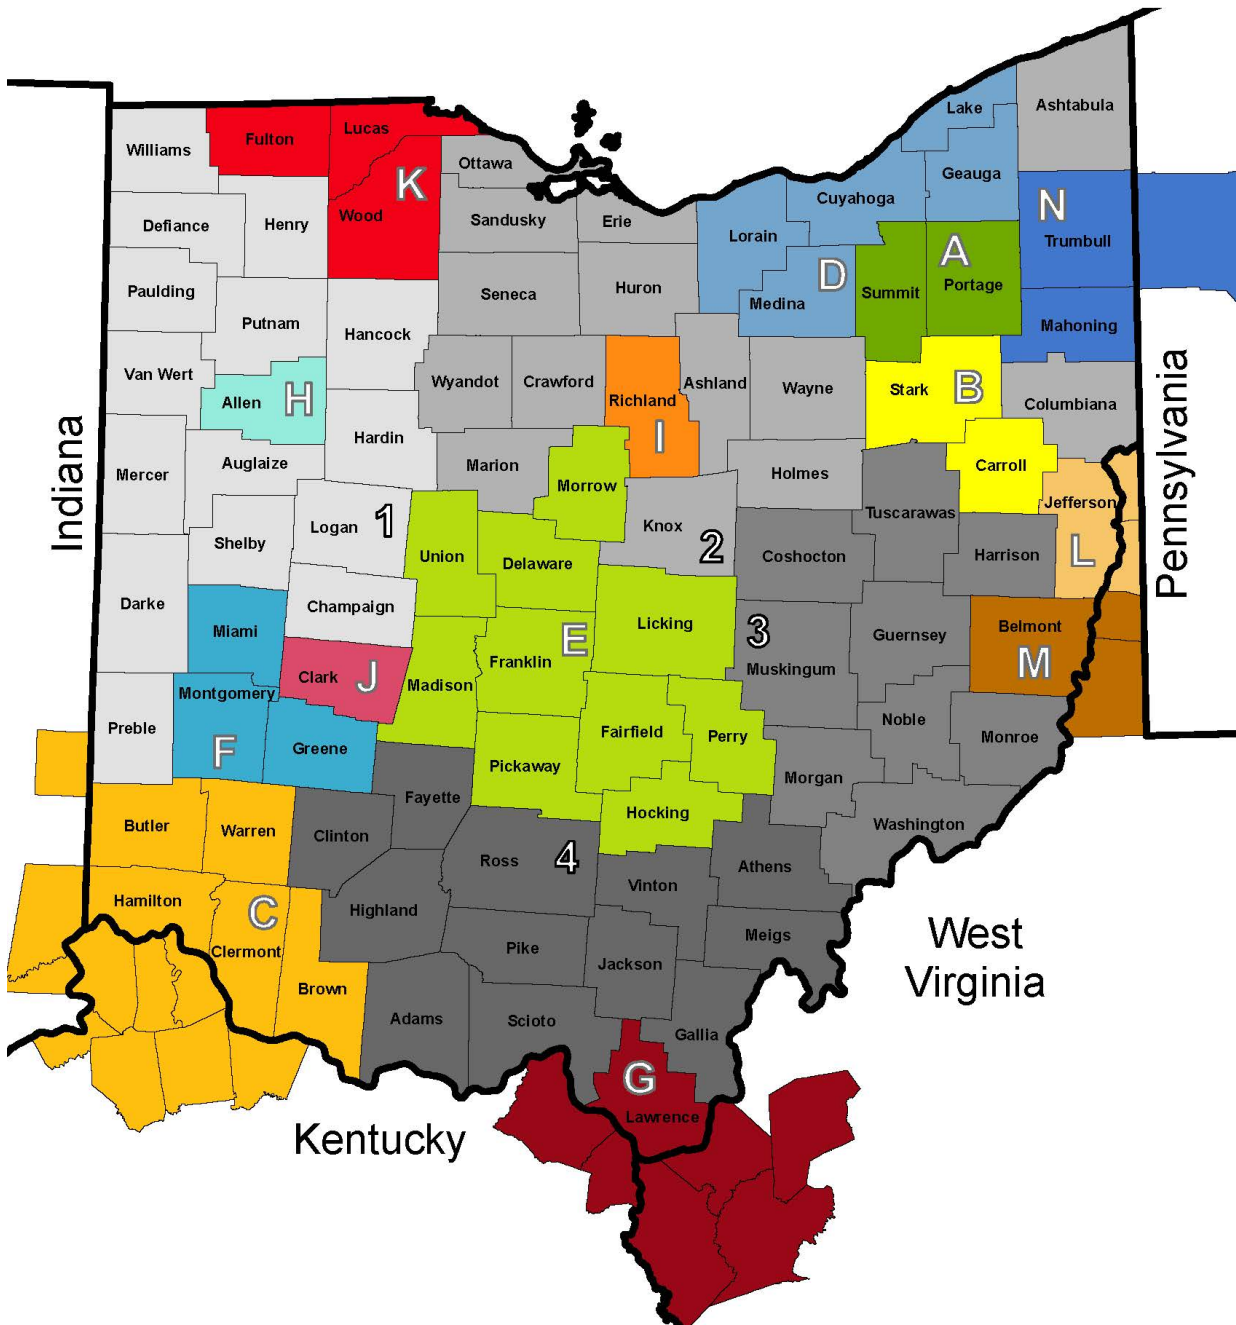 Lake
Ashtabula
Williams
Fulton
Lucas
Ottawa
Geauga
K
Cuyahoga
N
Defiance
Henry
Wood
Sandusky
Erie
Lorain
Trumbull
A
D
Paulding
Seneca
Huron
Medina
Summit
Portage
Putnam
Hancock
Mahoning
Van Wert
Wyandot
Crawford
Ashland
Wayne
Stark
B
Allen
H
Richland
Columbiana
Pennsylvania
Hardin
I
Indiana
Mercer
Auglaize
Marion
Morrow
Holmes
Carroll
Jefferson
Logan
1
Knox
2
Tuscarawas
Shelby
Union
Delaware
Coshocton
Harrison
L
Darke
Champaign
Miami
Licking
3
Guernsey
Belmont
E
Clark
J
Franklin
Muskingum
M
Montgomery
Madison
Preble
F
Greene
Fairfield
Perry
Noble
Monroe
Pickaway
Morgan
Fayette
Hocking
Butler
Warren
Clinton
Washington
Ross
4
Athens
Vinton
Hamilton
C
Highland
Clermont
Pike
Jackson
Meigs
West
Virginia
Brown
Adams
Scioto
Gallia
G
Lawrence
Kentucky